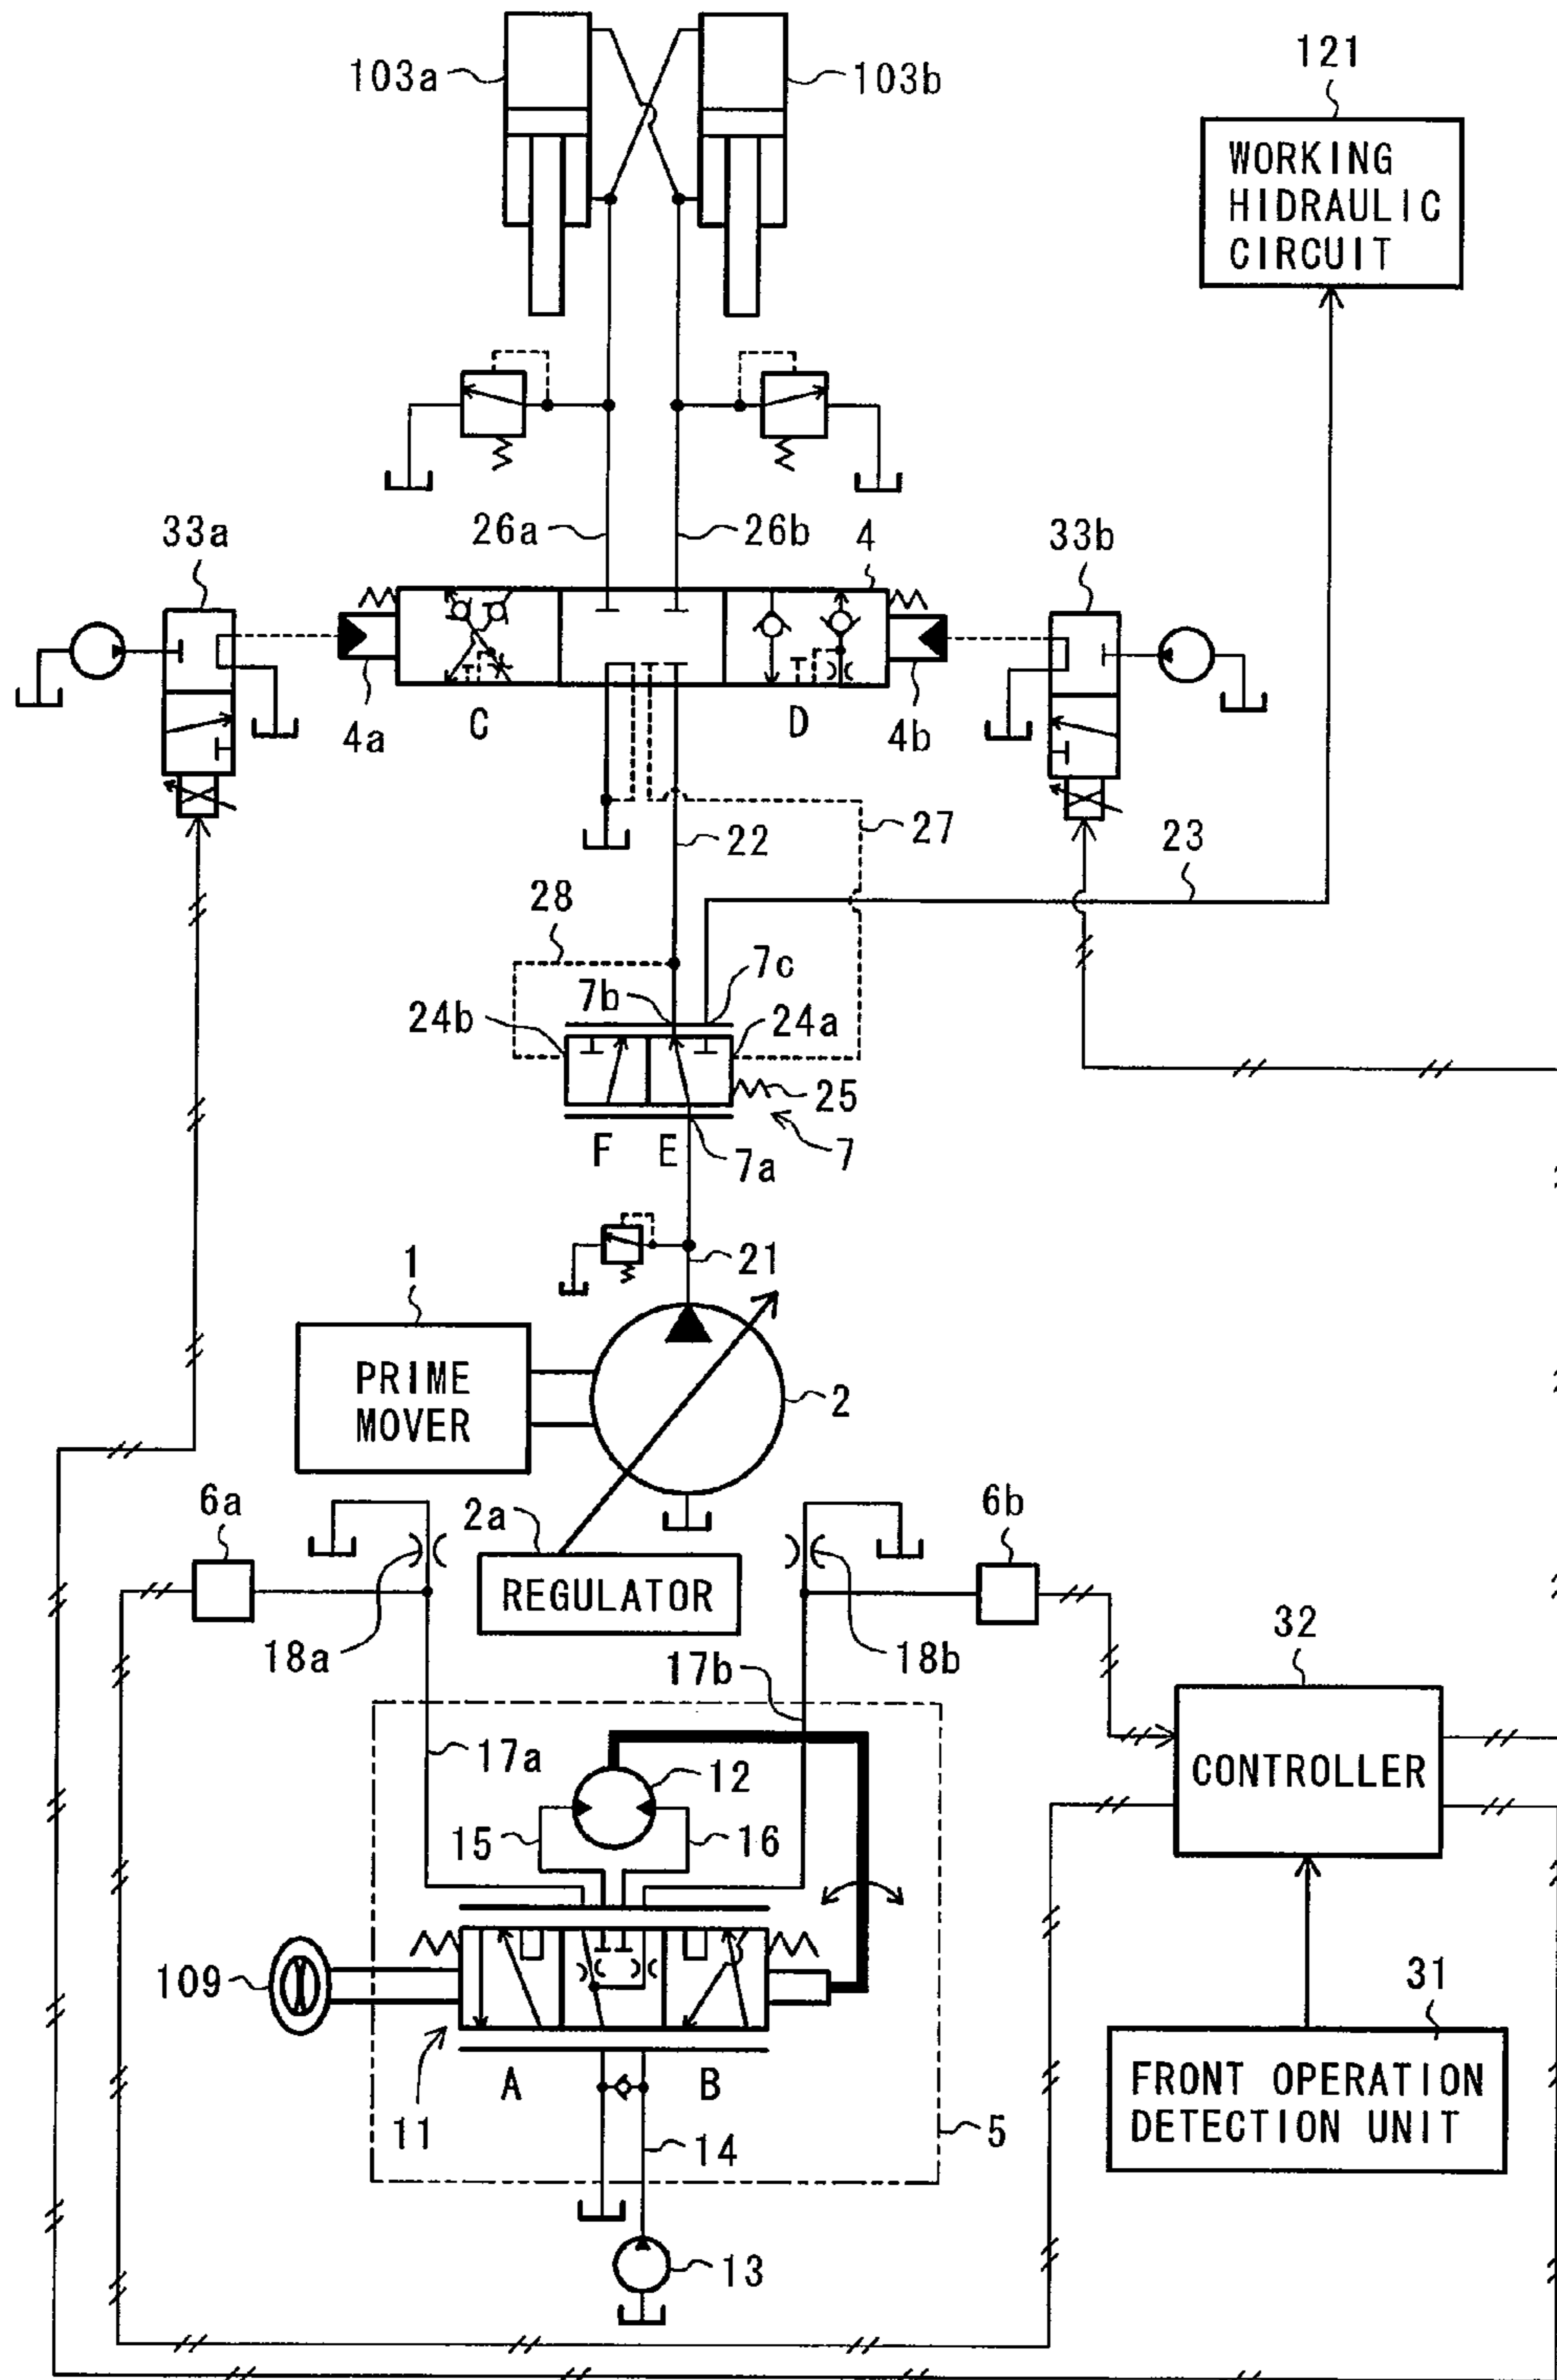 103a
103b
121
WORKING
HIDRAULIC
CIRCUIT
26a
26b
4
33a
33b
4a
C
D
4b
27
22
23
28
7c
7b
24b
24a
25
F
E
7a
7
21
1
PRIME
MOVER
2
6a
2a
6b
REGULATOR
18a
18b
17b
32
17a
12
CONTROLLER
15
16
109
31
A
B
FRONT OPERATION
DETECTION UNIT
11
14
5
13